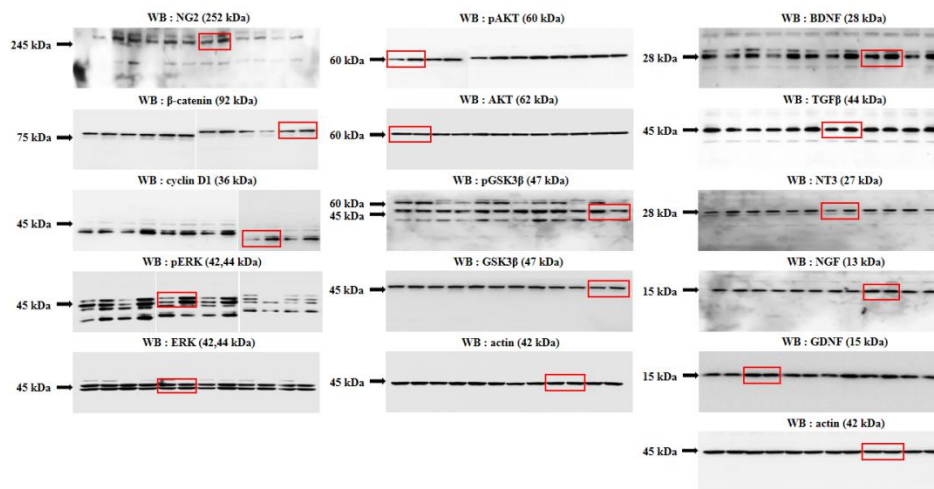 WB : NG2 (252 kDa)
245 kDa
WB : β-catenin (92 kDa)
75 kDa
WB : cyclin D1 (36 kDa)
45 kDa
WB : pERK (42,44 kDa)
45 kDa
WB : ERK (42,44 kDa)
45 kDa
WB : pAKT (60 kDa)
60 kDa
WB : AKT (62 kDa)
60 kDa
WB : pGSK3β (47 kDa)
60 kDa
45 kDa
WB : GSK3β (47 kDa)
45 kDa
WB : actin (42 kDa)
45 kDa
WB : BDNF (28 kDa)
28 kDa
WB : TGFβ (44 kDa)
45 kDa
WB : NT3 (27 kDa)
28 kDa
WB : NGF (13 kDa)
15 kDa
WB : GDNF (15 kDa)
15 kDa
WB : actin (42 kDa)
45 kDa